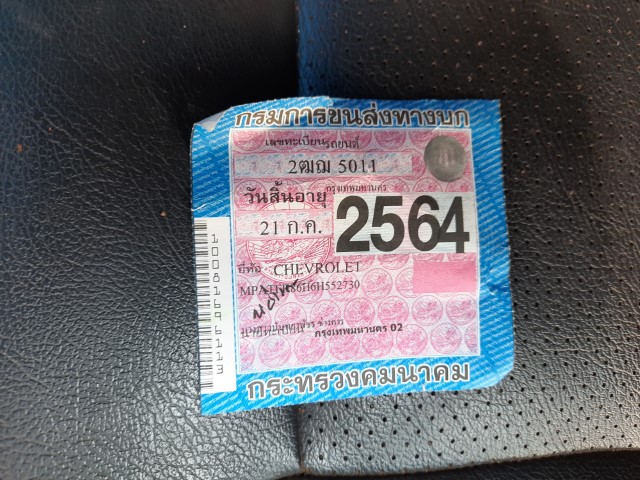 กรมการขนส่งทางบก
เลขทะเบียนรถยนต์
2ฒฌ 5011
กรุงเทพมหานคร
วันสิ้นอายุ
21 ก.ค. 2564
ยี่ห้อ CHEVROLET
กรุงเทพมหานคร 02
1000816961113
กระทรวงคมนาคม